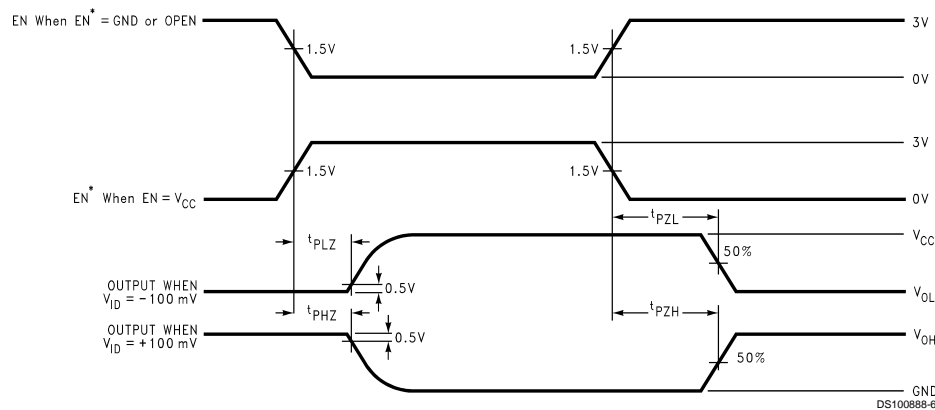 EN When EN* = GND or OPEN
1.5V
1.5V
3V
0V
3V
1.5V
1.5V
EN* When EN = VCC
0V
tPZL
tPLZ
VCC
50%
OUTPUT WHEN
VID = −100 mV
0.5V
VOL
tPHZ
tPZH
OUTPUT WHEN
VID = +100 mV
0.5V
VOH
50%
GND
DS100888-6